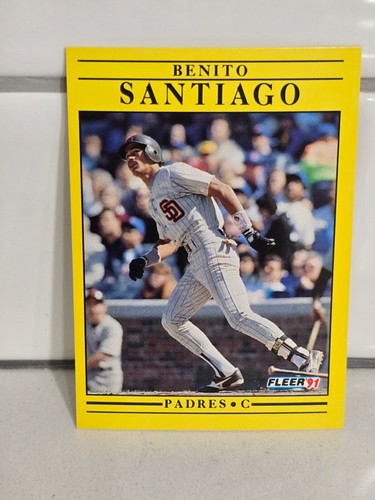 BENITO
SANTIAGO
SD
FLEER '91
PADRES • C